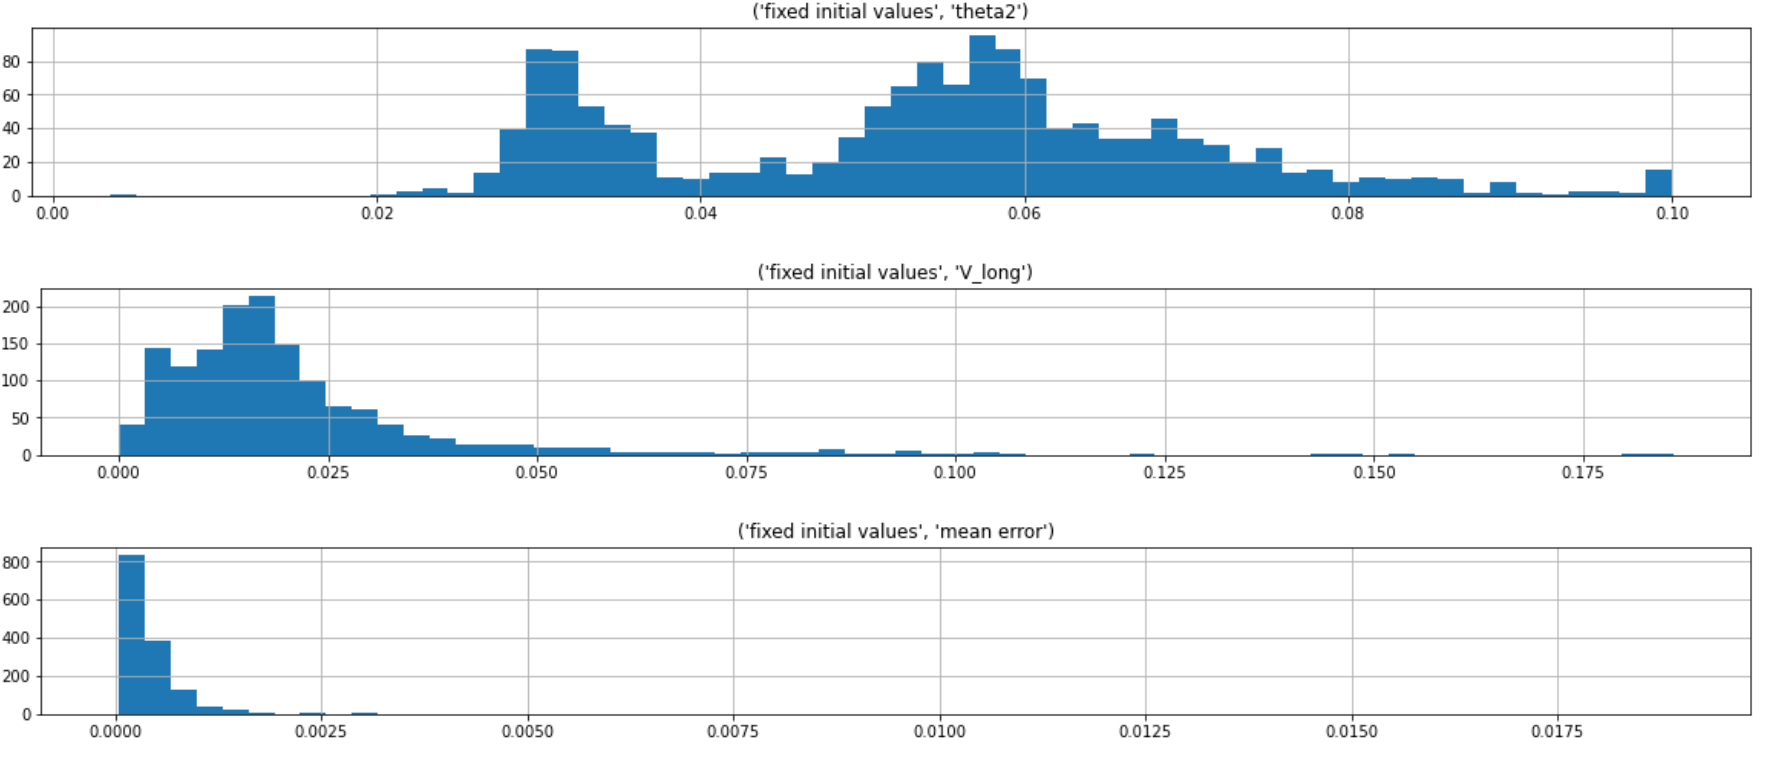 ('fixed initial values', 'theta2')
80
60
40
20
0
0.00 0.02 0.04 0.06 0.08 0.10
('fixed initial values', 'V_long')
200
150
100
50
0
0.000 0.025 0.050 0.075 0.100 0.125 0.150 0.175
('fixed initial values', 'mean error')
800
600
400
200
0
0.0000 0.0025 0.0050 0.0075 0.0100 0.0125 0.0150 0.0175